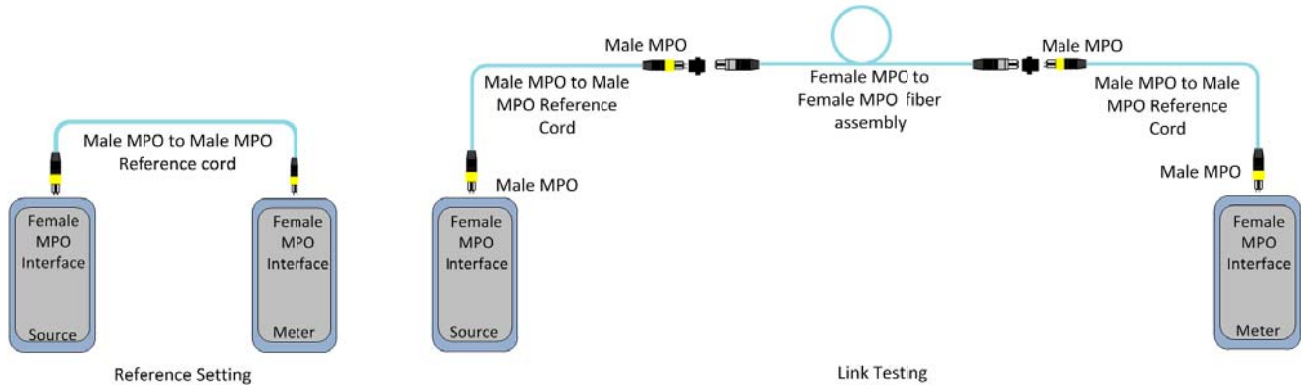 Male MPO to Male MPO
Reference cord
Female
MPO
Interface
Source
Female
MPO
Interface
Meter
Reference Setting
Male MPO
Male MPO to Male
MPO Reference
Cord
Male MPO
Female
MPO
Interface
Source
Female MPC to
Female MPO fiber
assembly
Male MPO
Male MPO to Male
MPO Reference
Cord
Male MPO
Female
MPO
Interface
Meter
Link Testing